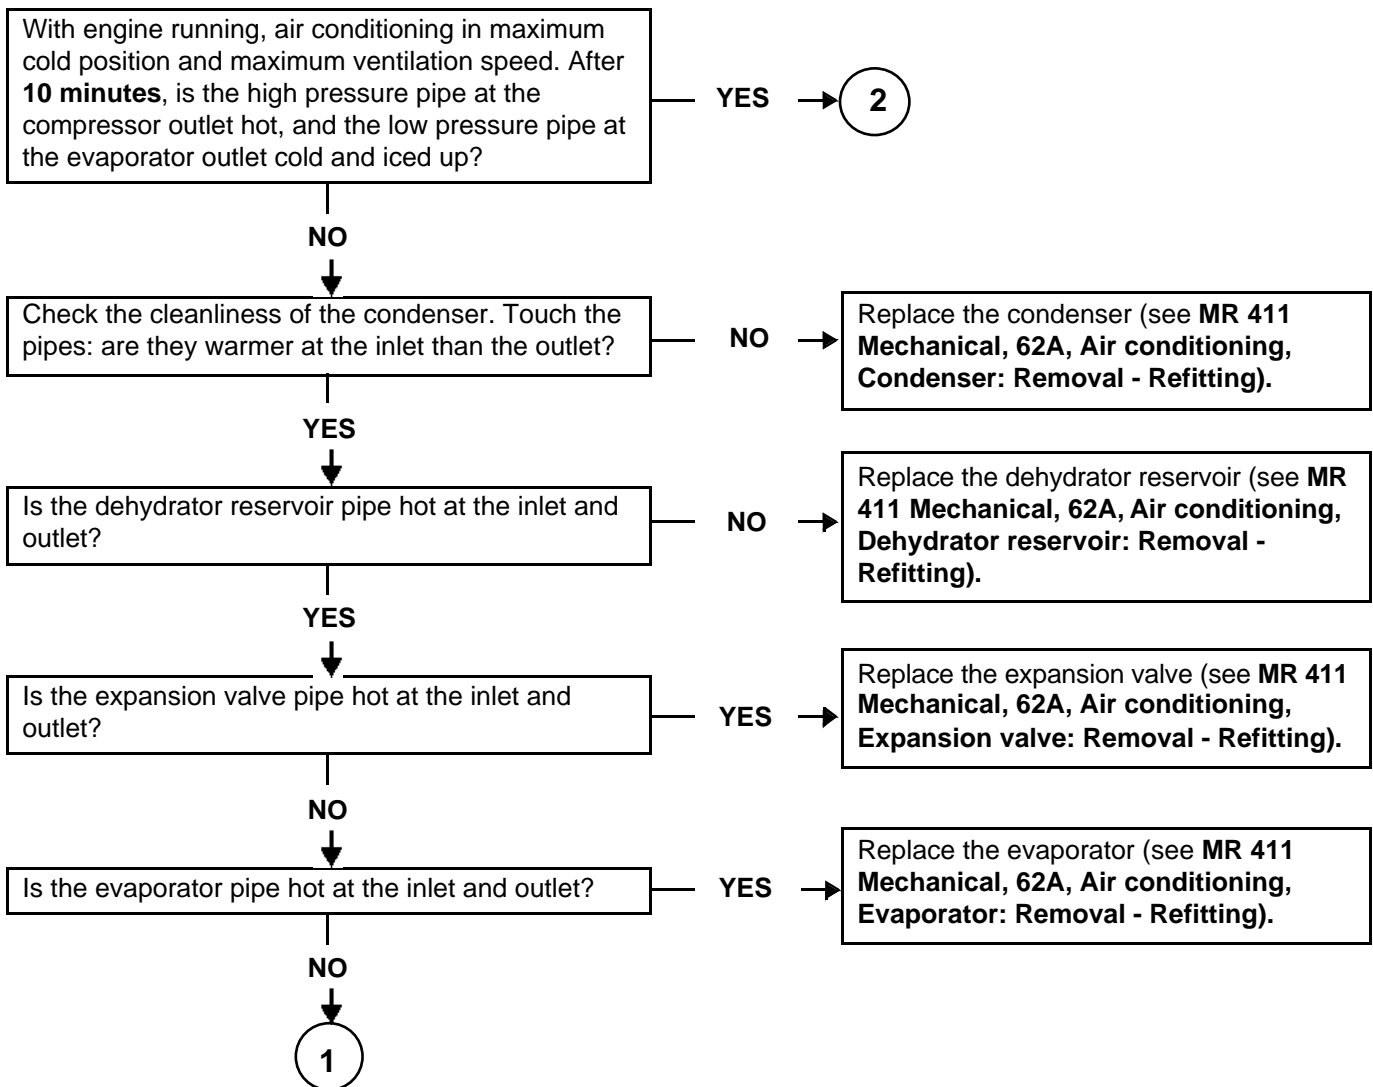 With engine running, air conditioning in maximum
cold position and maximum ventilation speed. After
10 minutes, is the high pressure pipe at the
compressor outlet hot, and the low pressure pipe at
the evaporator outlet cold and iced up?
YES
2
NO
Check the cleanliness of the condenser. Touch the
pipes: are they warmer at the inlet than the outlet?
NO
Replace the condenser (see MR 411
Mechanical, 62A, Air conditioning,
Condenser: Removal - Refitting).
YES
Is the dehydrator reservoir pipe hot at the inlet and
outlet?
NO
Replace the dehydrator reservoir (see MR
411 Mechanical, 62A, Air conditioning,
Dehydrator reservoir: Removal -
Refitting).
YES
Is the expansion valve pipe hot at the inlet and
outlet?
YES
Replace the expansion valve (see MR 411
Mechanical, 62A, Air conditioning,
Expansion valve: Removal - Refitting).
NO
Is the evaporator pipe hot at the inlet and outlet?
YES
Replace the evaporator (see MR 411
Mechanical, 62A, Air conditioning,
Evaporator: Removal - Refitting).
NO
1